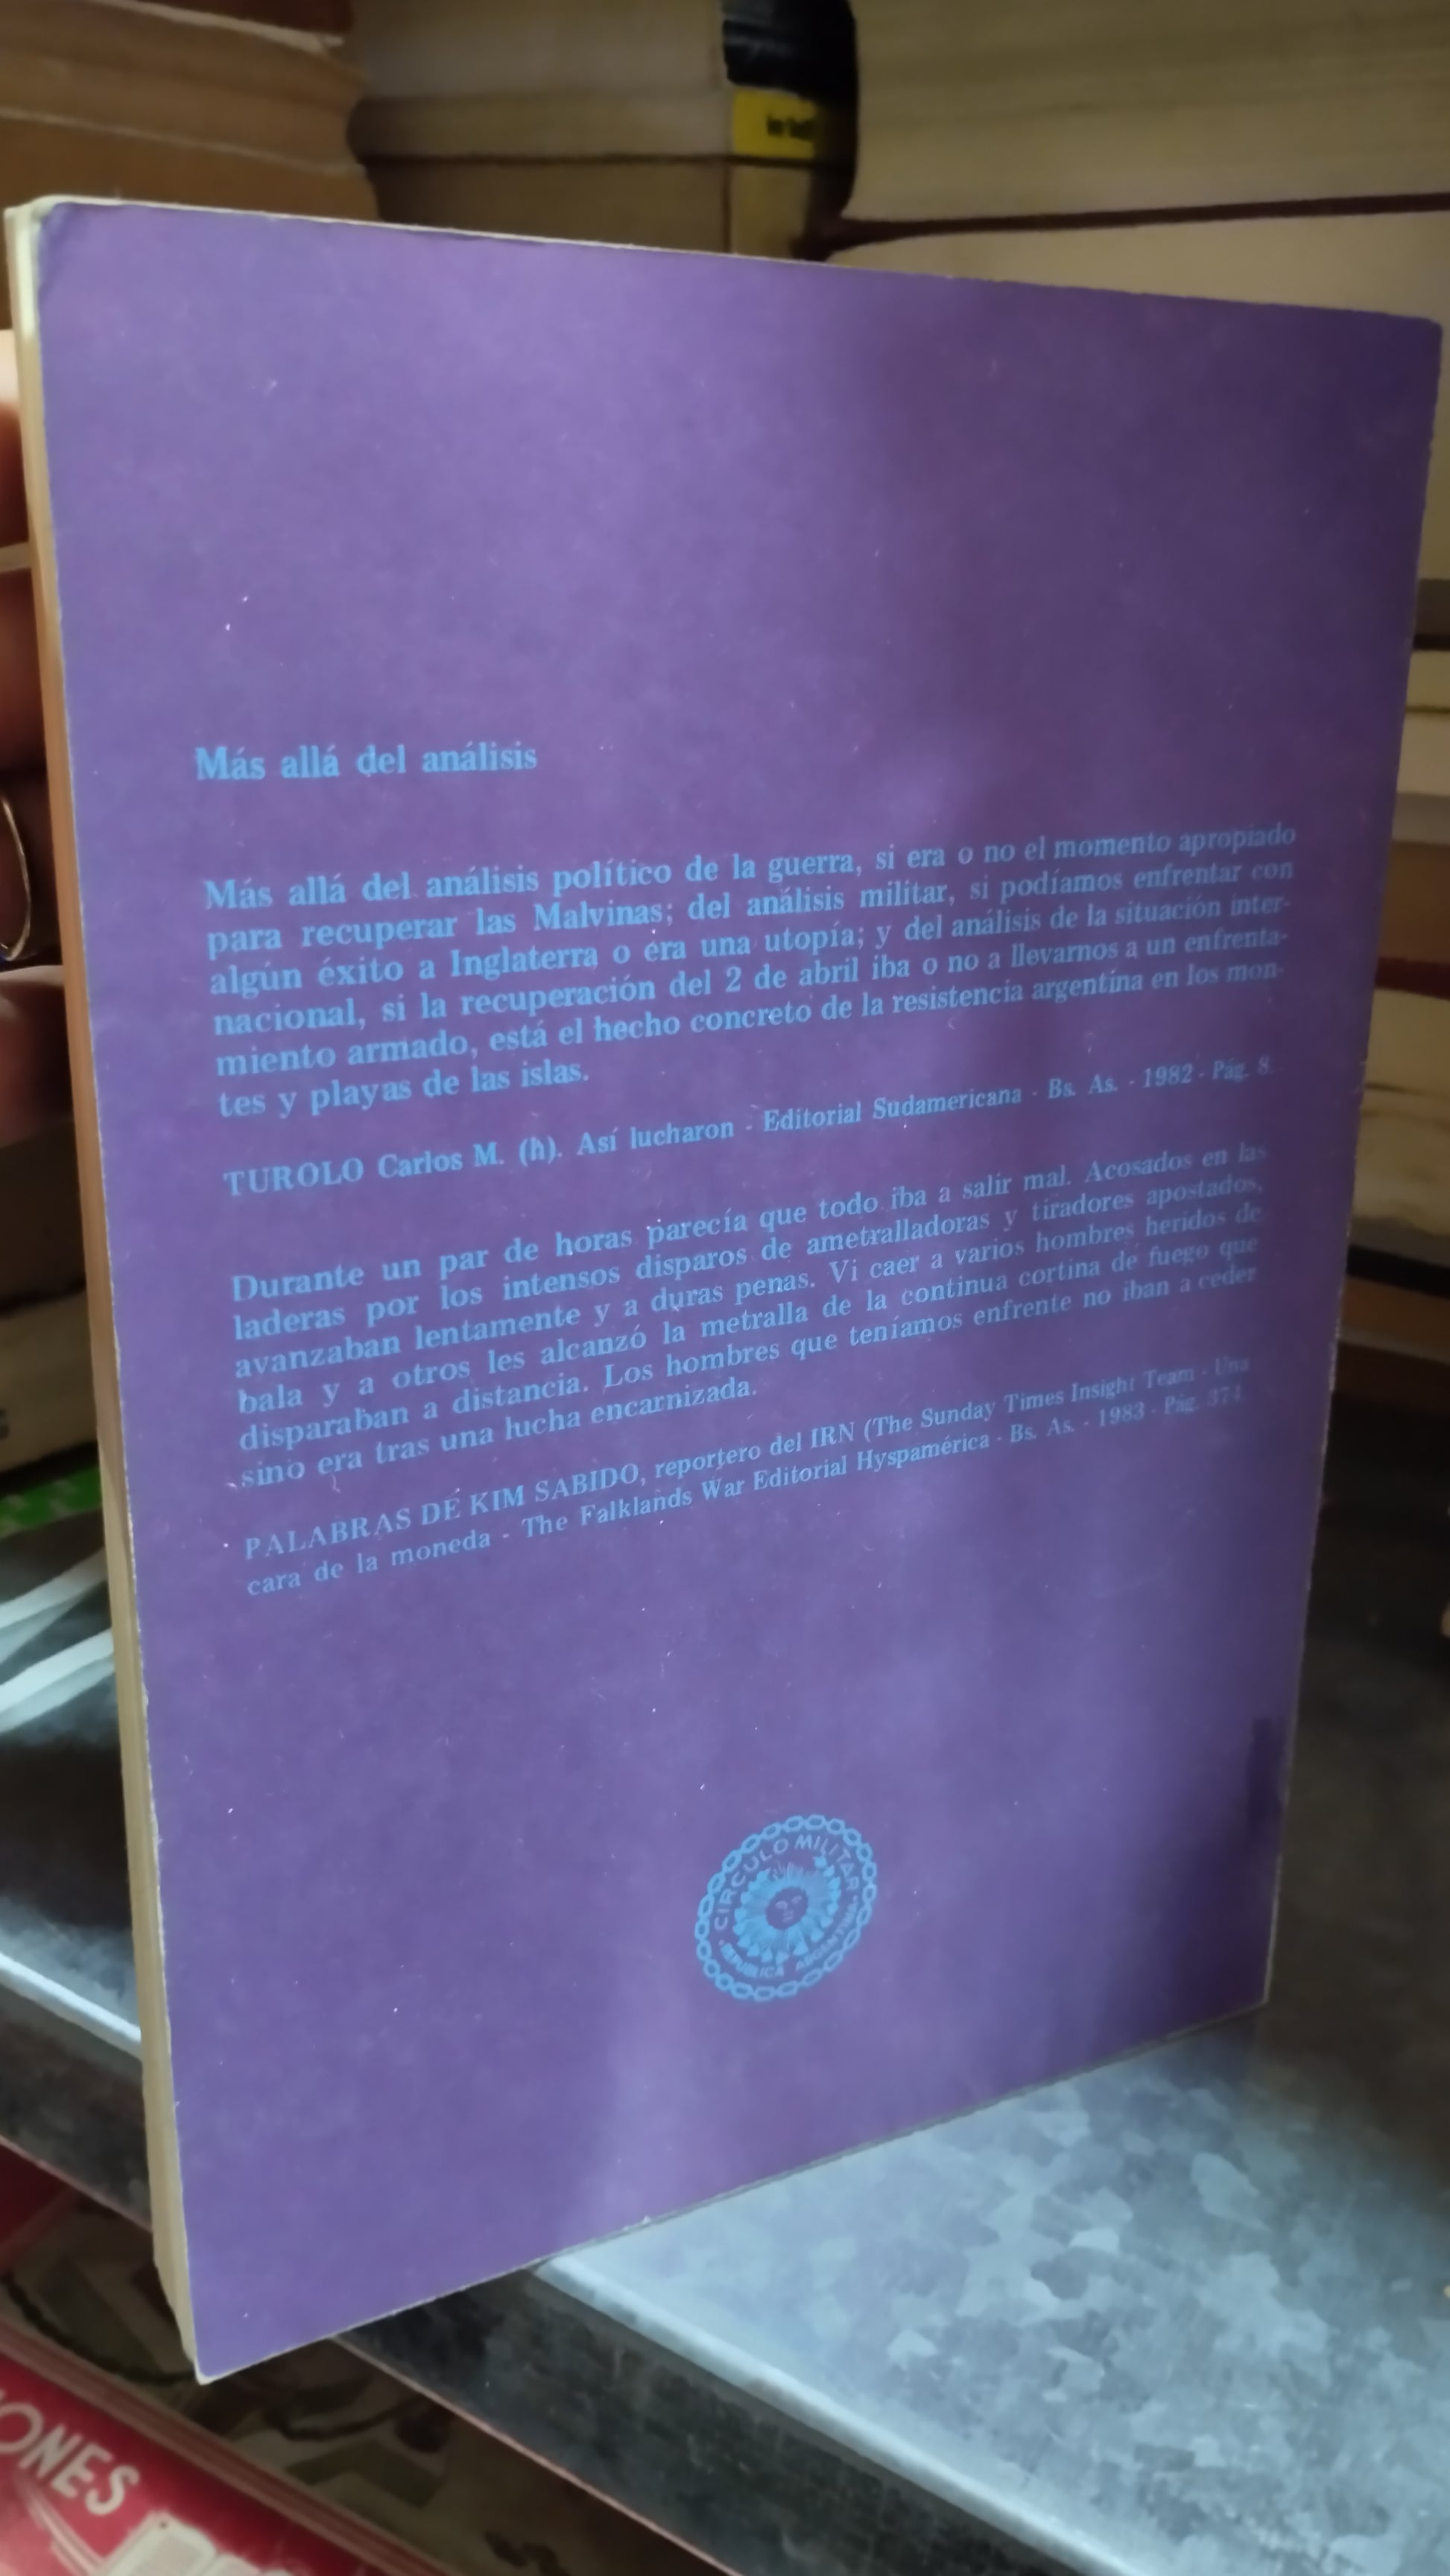 Más allá del análisis
Más allá del análisis político de la guerra, si era o no el momento apropiado
para recuperar las Malvinas; del análisis militar, si podíamos enfrentar con
algún éxito a Inglaterra o era una utopía; y del análisis de la situación inter-
nacional, si la recuperación del 2 de abril iba o no a llevarnos a un enfrenta-
miento armado, está el hecho concreto de la resistencia argentina en los mon-
tes y playas de las islas.
TUROLO Carlos M. (h). Así lucharon - Editorial Sudamericana - Bs. As. - 1982 - Pág. 8.
Durante un par de horas parecía que todo iba a salir mal. Acosados en las
laderas por los intensos disparos de ametralladoras y tiradores apostados,
avanzaban lentamente y a duras penas. Vi caer a varios hombres heridos de
bala y a otros les alcanzó la metralla de la continua cortina de fuego que
disparaban a distancia. Los hombres que teníamos enfrente no iban a ceder
sino era tras una lucha encarnizada.
PALABRAS DE KIM SABIDO, reportero del IRN (The Sunday Times Insight Team - Una
cara de la moneda - The Falklands War Editorial Hyspamérica - Bs. As. - 1983 - Pág. 374.
CIRCULO MILITAR
REPUBLICA ARGENTINA
IONES